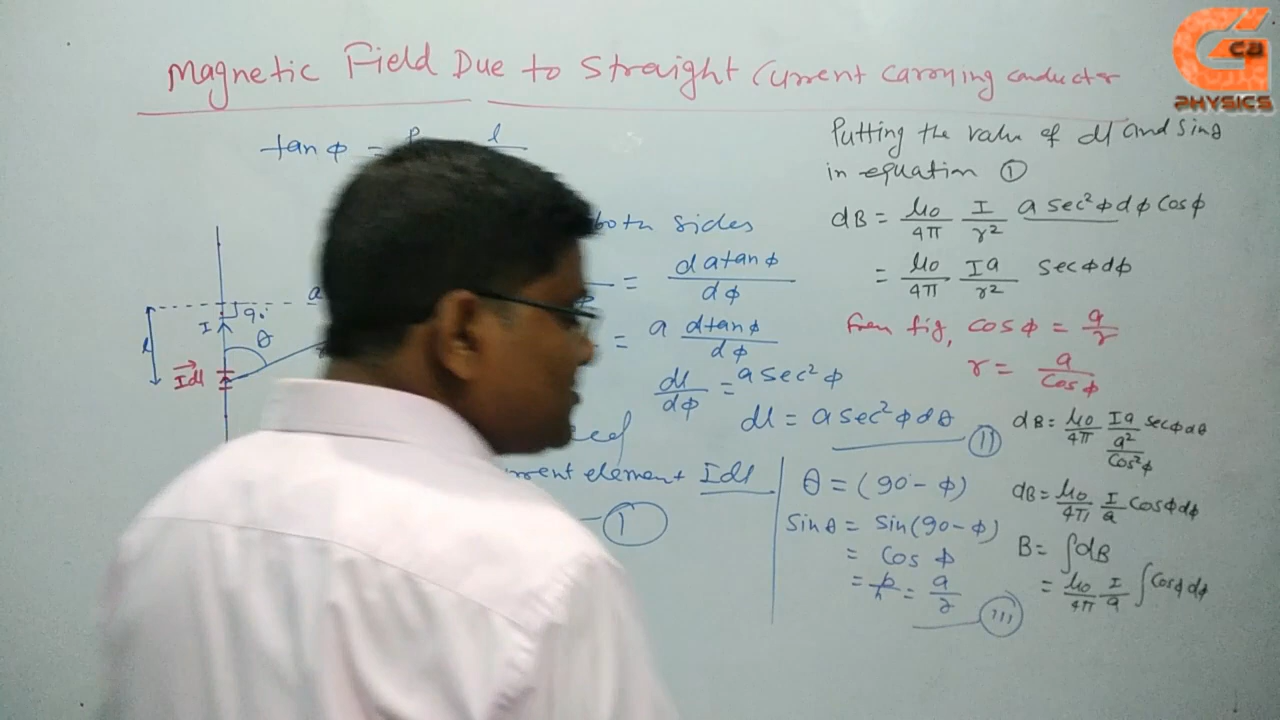 Magnetic Field Due to Straight Current Carrying Conductor
G ca
PHYSICS
tan φ = l
both sides
= d a tan φ / dφ
= a d tan φ / dφ
dl/dφ = a sec² φ
dl = a sec² φ dθ (II)
a
90°
I
θ
l
Idl
current element Idl
(I)
θ = (90 - φ)
Sin θ = Sin (90 - φ)
= Cos φ
= p/h = a/r (III)
Putting the value of dl and Sinθ
in equation (I)
dB = μ₀/4π I/r² a sec² φ dφ Cos φ
= μ₀/4π Ia/r² sec φ dφ
From fig, cos φ = a/r
r = a/Cos φ
dB = μ₀/4π Ia/(a²/Cos² φ) sec φ dθ
dB = μ₀/4π I/a Cos φ dφ
B = ∫dB
= μ₀/4π I/a ∫Cos φ dφ